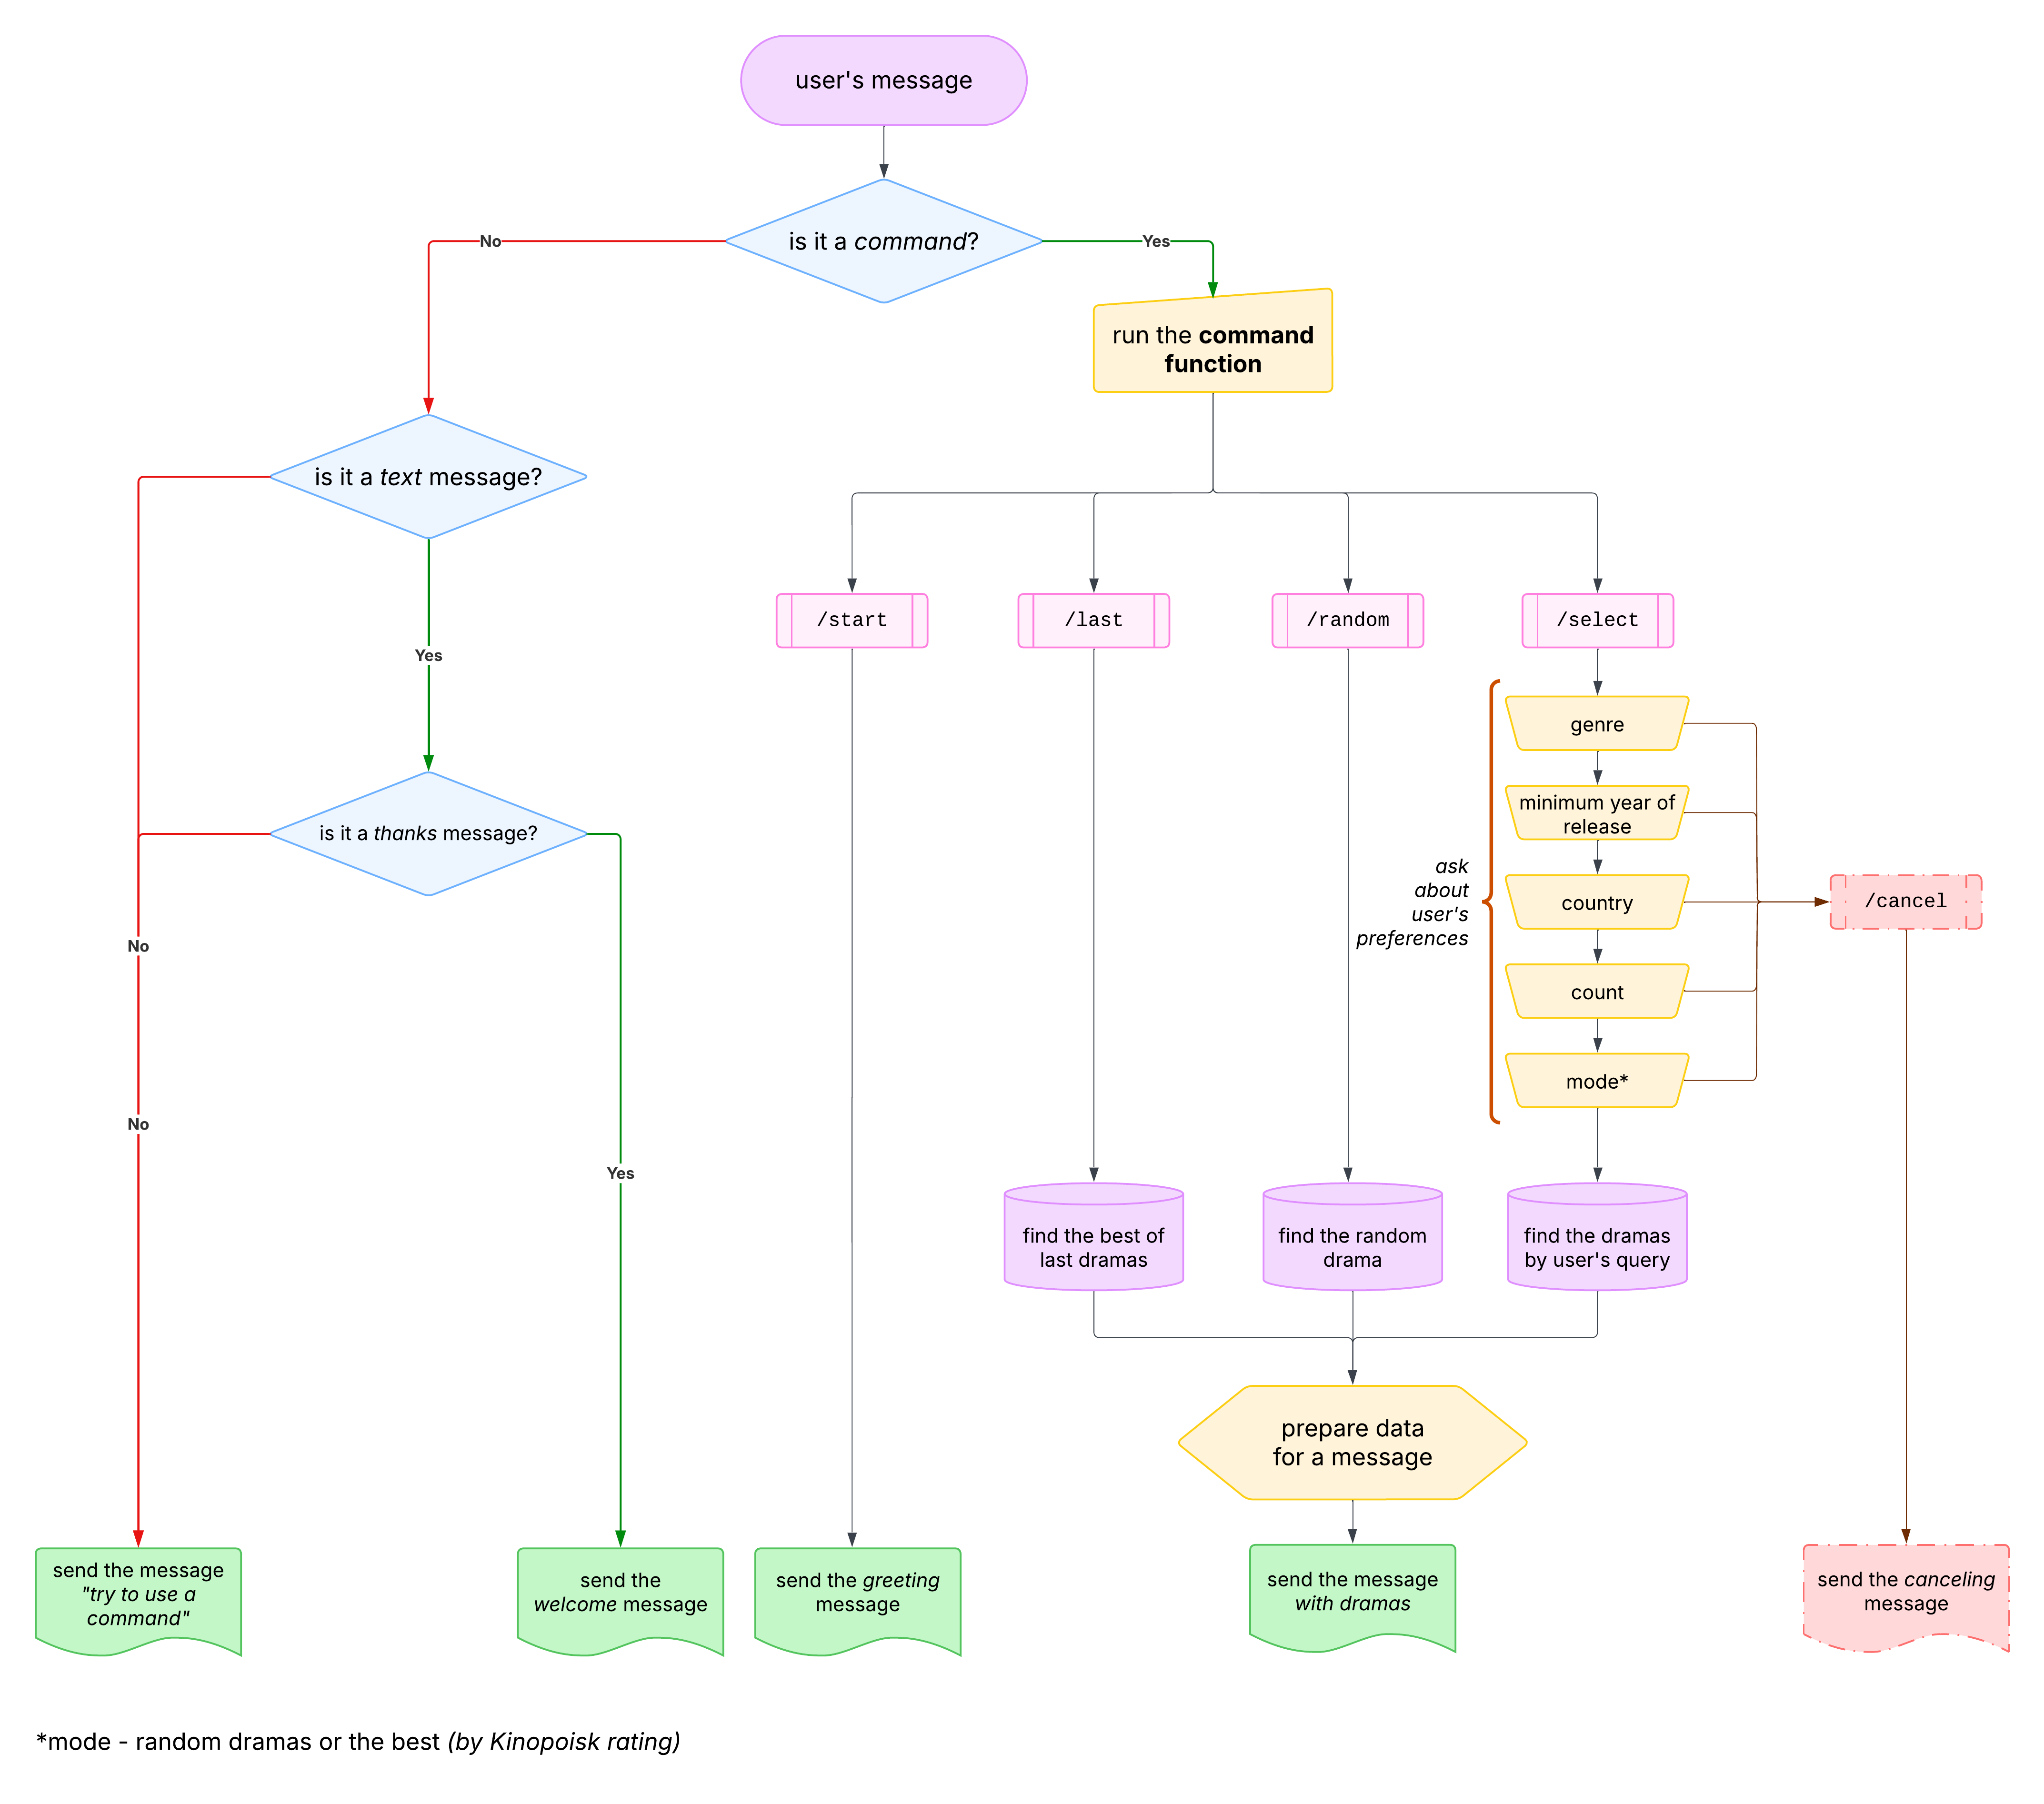 user's message
is it a command?
No
Yes
run the command
function
is it a text message?
Yes
/start
/last
/random
/select
genre
minimum year of
release
country
count
mode*
ask
about
user's
preferences
/cancel
is it a thanks message?
No
No
Yes
find the best of
last dramas
find the random
drama
find the dramas
by user's query
prepare data
for a message
send the message
"try to use a
command"
send the
welcome message
send the greeting
message
send the message
with dramas
send the canceling
message
*mode - random dramas or the best (by Kinopoisk rating)